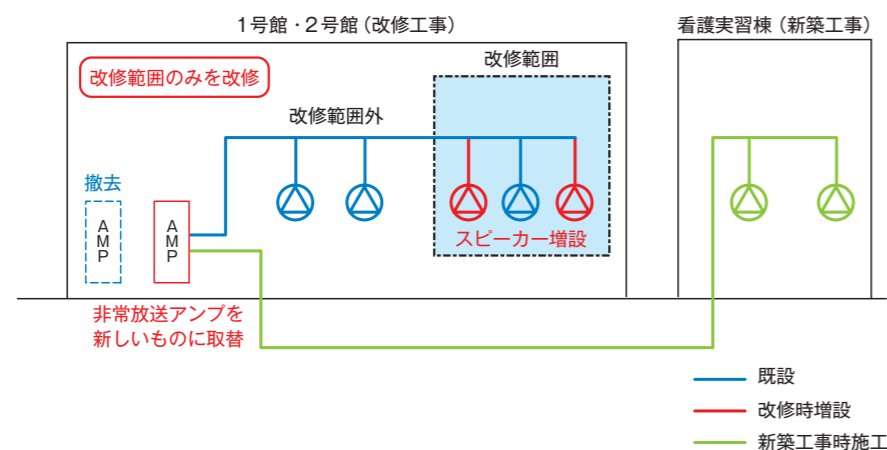 1号館・2号館（改修工事）
看護実習棟（新築工事）
改修範囲のみを改修
改修範囲
改修範囲外
撤去
AMP
AMP
スピーカー増設
非常放送アンプを
新しいものに取替
既設
改修時増設
新築工事時施工